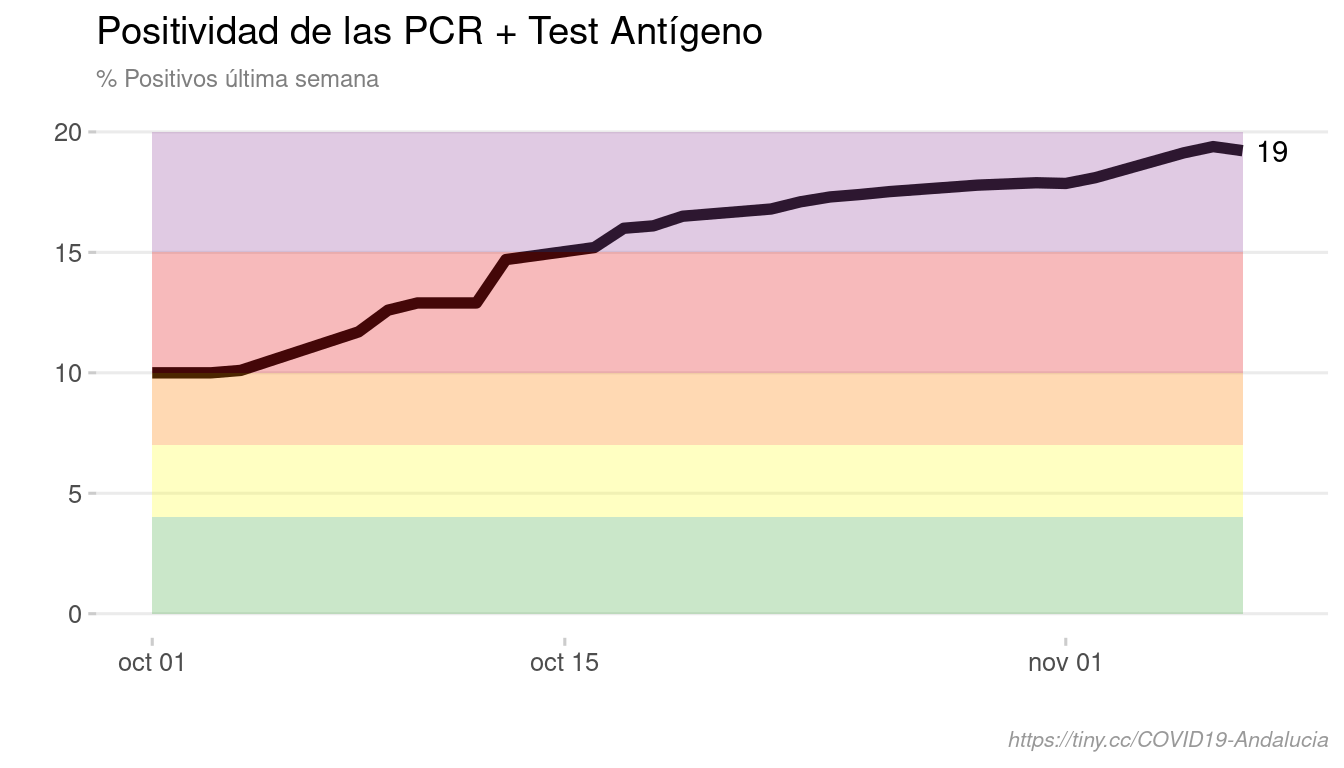 Positividad de las PCR + Test Antígeno
% Positivos última semana
20
19
15
10
5
0
oct 01
oct 15
nov 01
https://tiny.cc/COVID19-Andalucia